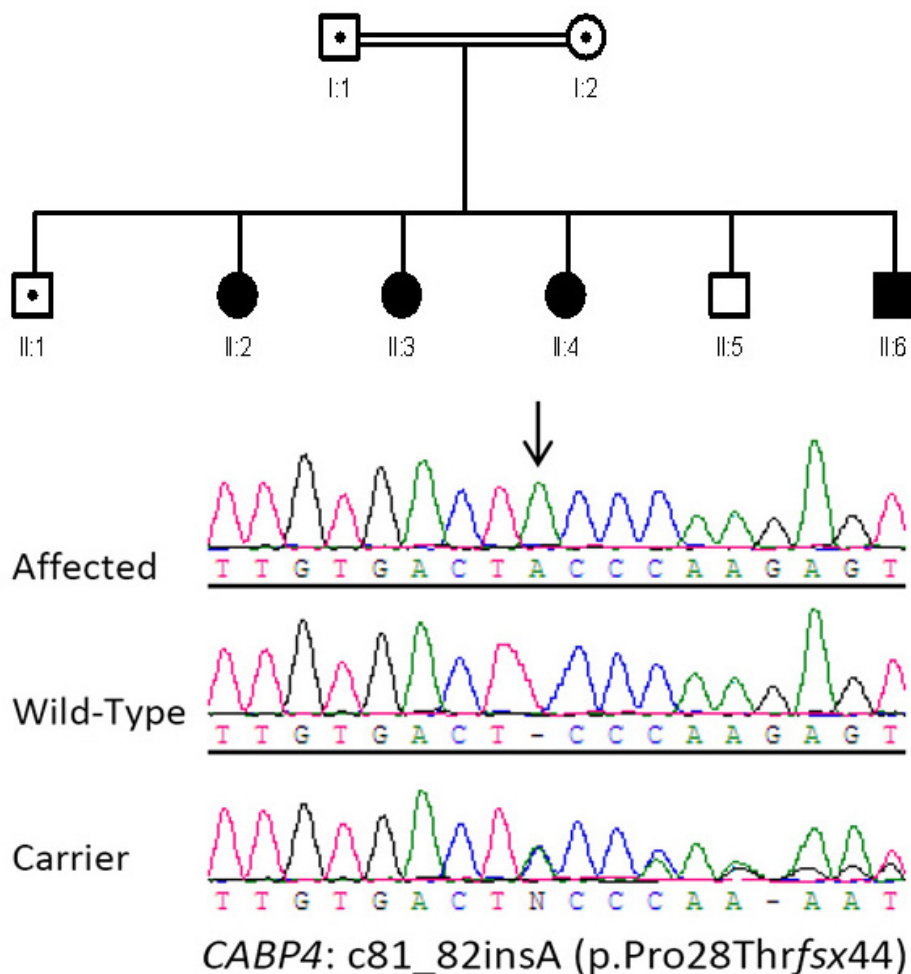 I:1 I:2
II:1 II:2 II:3 II:4 II:5 II:6
Affected
T T G T G A C T A C C C A A G A G T
Wild-Type
T T G T G A C T - C C C A A G A G T
Carrier
T T G T G A C T N C C C A A - A A T
CABP4: c81_82insA (p.Pro28Thrfsx44)